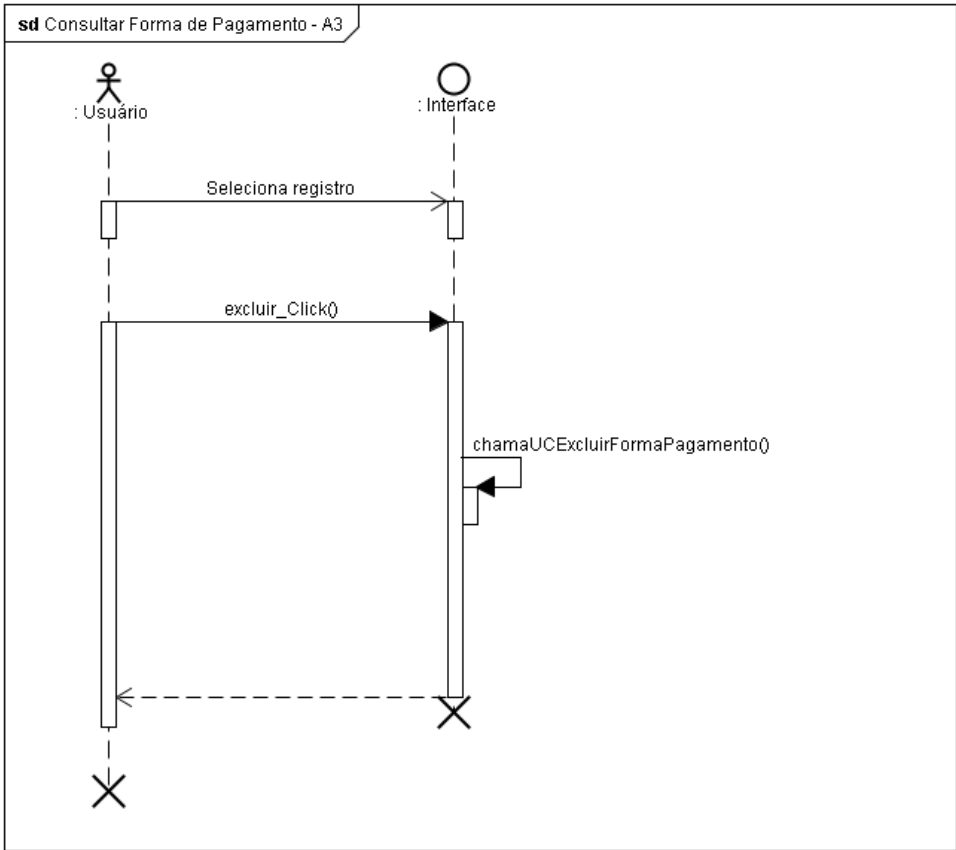 sd Consultar Forma de Pagamento - A3
: Usuário
: Interface
Seleciona registro
excluir_Click()
chamaUCExcluirFormaPagamento()